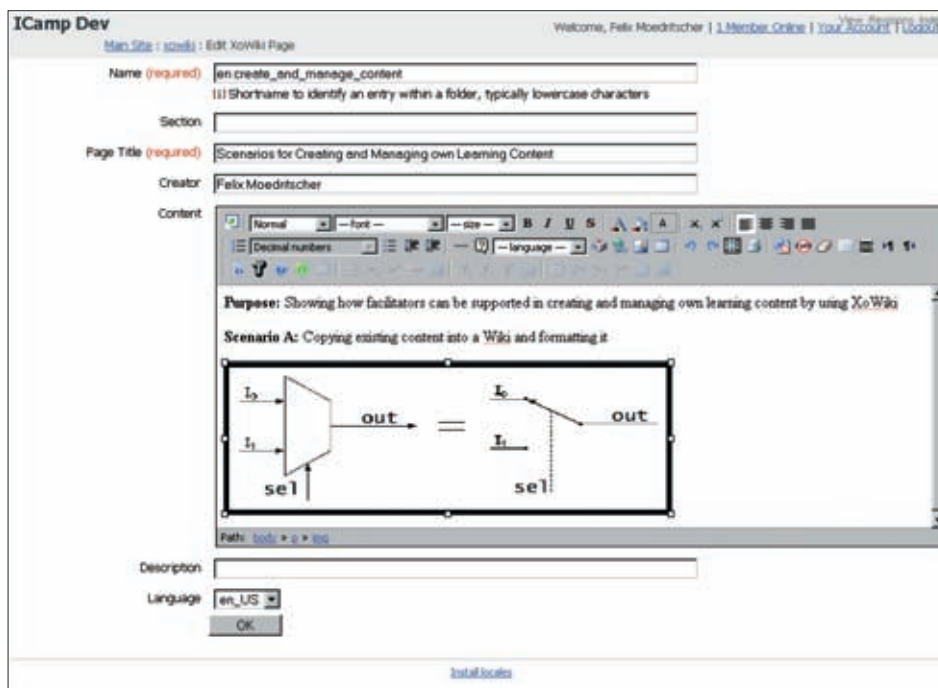 ICamp Dev
Welcome, Felix Moedritscher | 1 Member Online | Your Account | Logout
Main Site : xowiki : Edit XoWiki Page
Name (required) en:create_and_manage_content
[i] Shortname to identify an entry within a folder, typically lowercase characters
Section
Page Title (required) Scenarios for Creating and Managing own Learning Content
Creator Felix Moedritscher
Content
Normal — font — — size — B I U S
Decimal numbers — language —
Purpose: Showing how facilitators can be supported in creating and managing own learning content by using XoWiki
Scenario A: Copying existing content into a Wiki and formatting it
I₀ out = I₀ out
I₁ I₁
sel sel
Path: body » p » img
Description
Language en_US
OK
Install locales